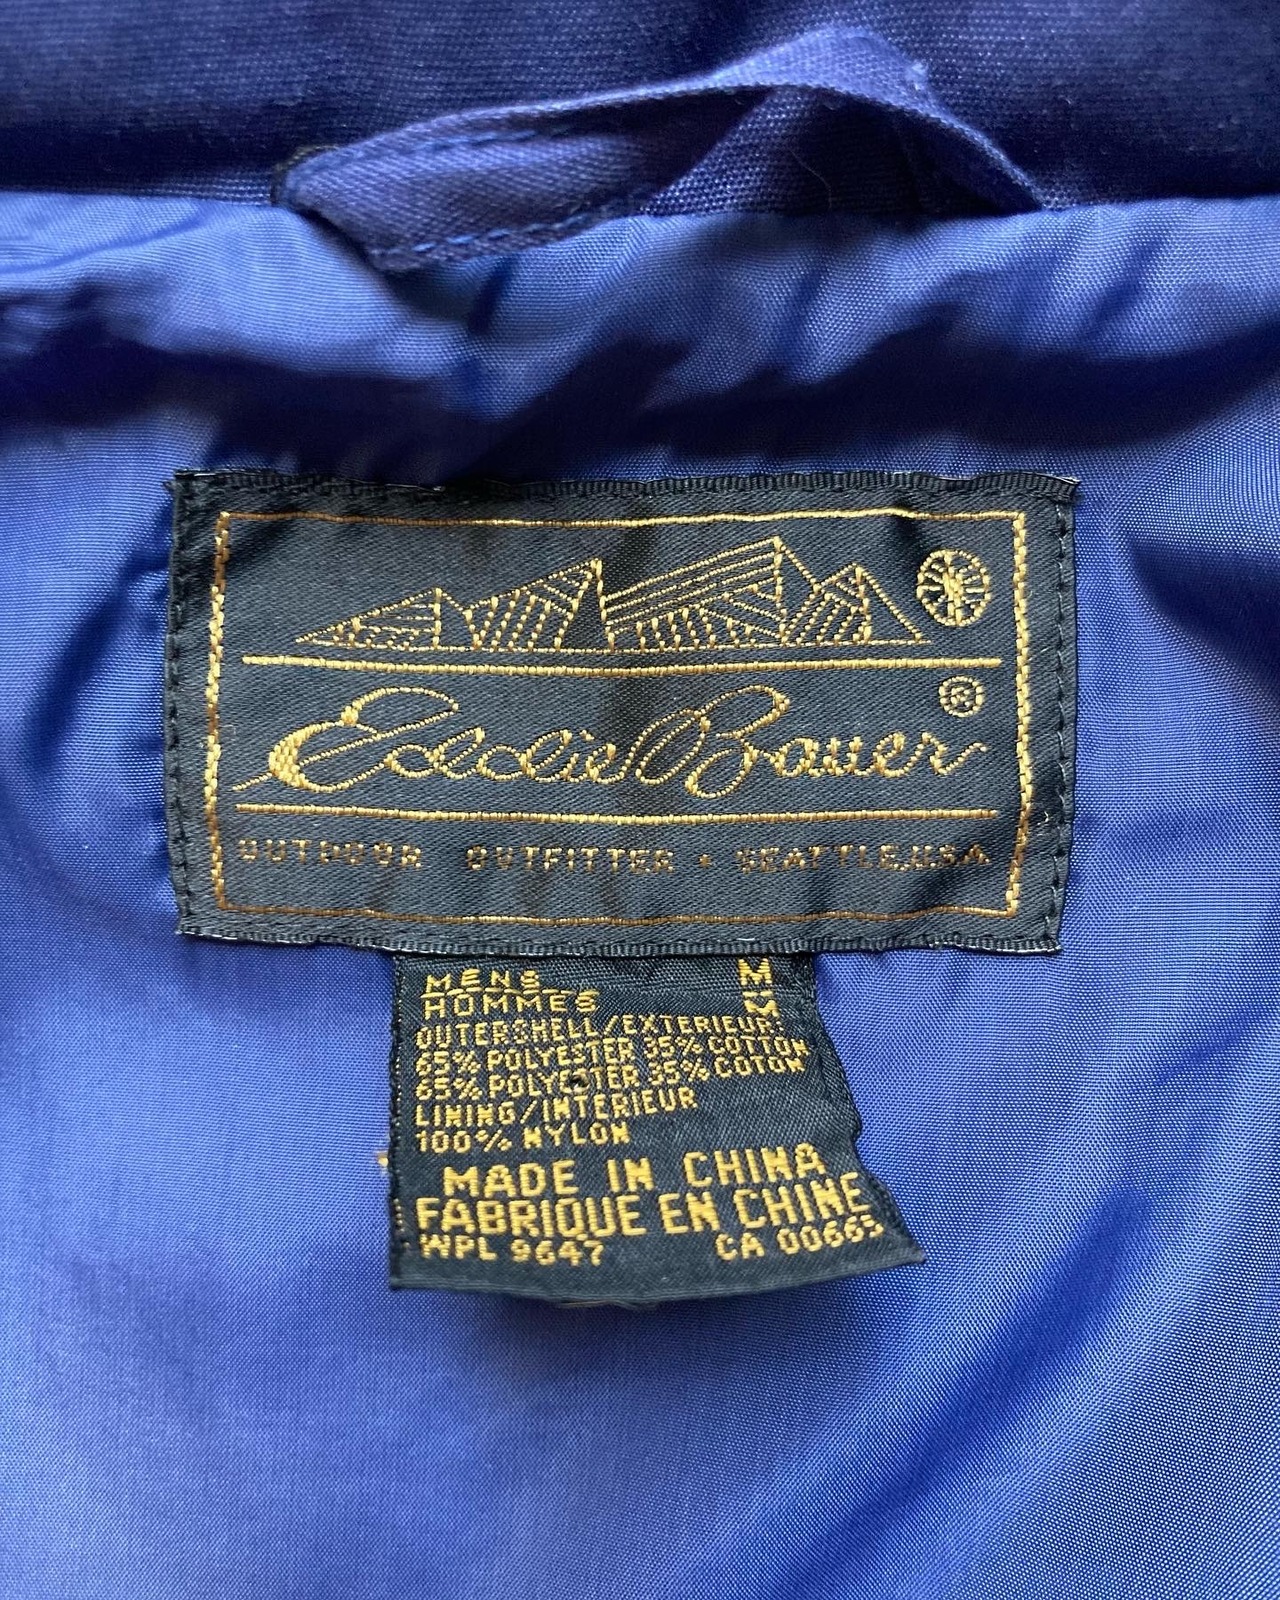 Eddie Bauer ®
OUTDOOR OUTFITTER • SEATTLE, USA
MENS M
HOMMES M
OUTERSHELL/EXTERIEUR:
65% POLYESTER 35% COTTON
65% POLYESTER 35% COTON
LINING/INTERIEUR
100% NYLON
MADE IN CHINA
FABRIQUE EN CHINE
WPL 9647 CA 00665